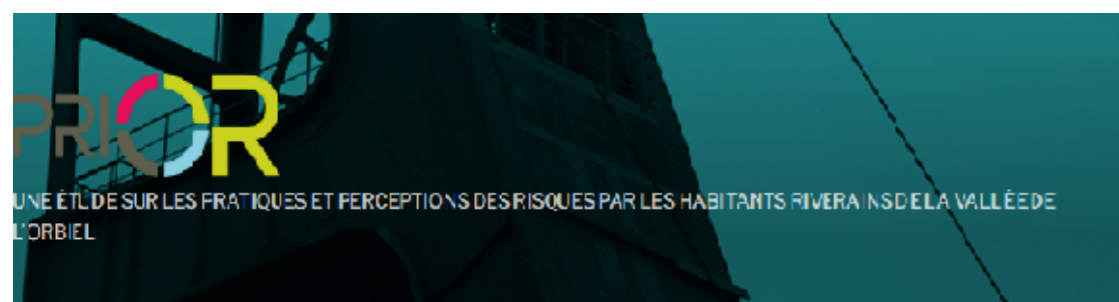 PRIOR
UNE ÉTUDE SUR LES PRATIQUES ET PERCEPTIONS DES RISQUES PAR LES HABITANTS RIVERAINS DE LA VALLÉE DE
L'ORBIEL